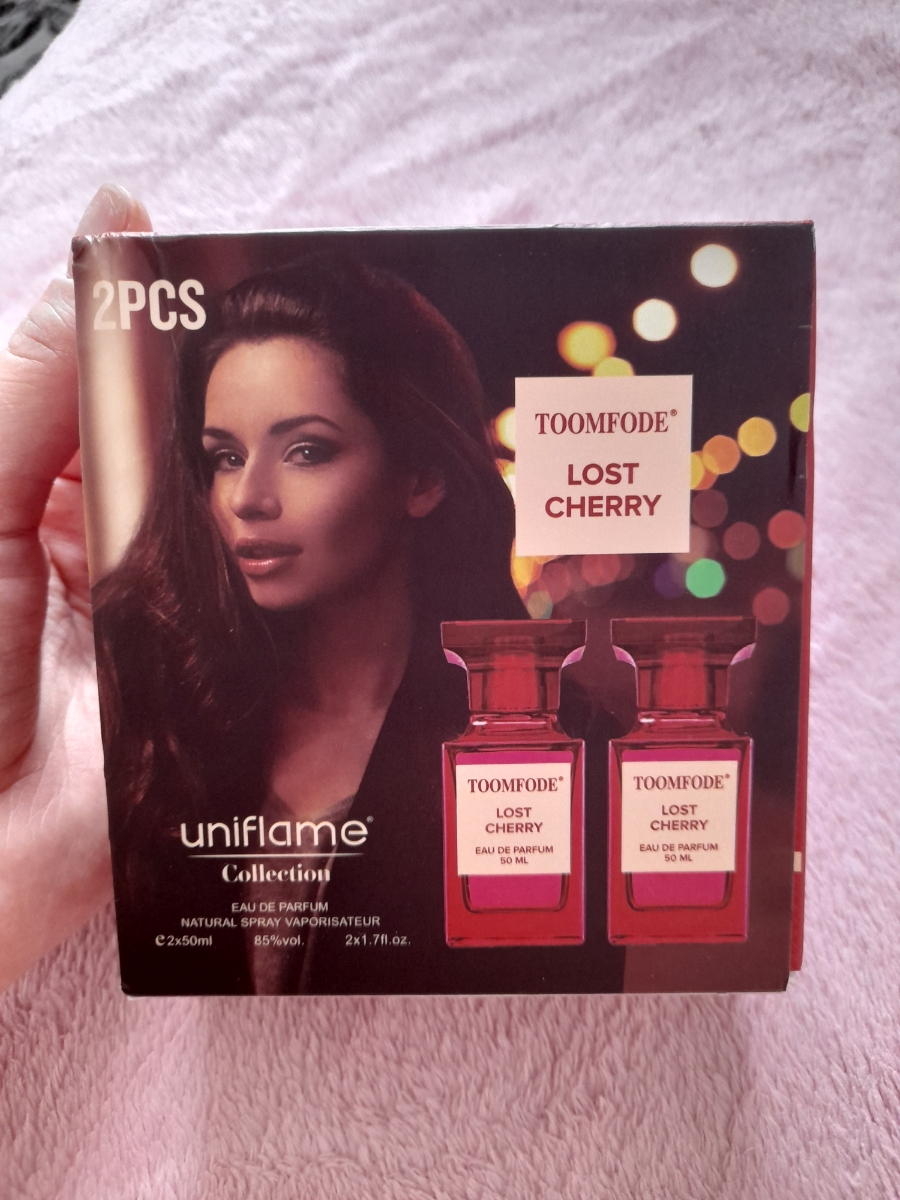 2PCS
TOOMFODE®
LOST
CHERRY
TOOMFODE®
LOST
CHERRY
EAU DE PARFUM
50 ML
TOOMFODE®
LOST
CHERRY
EAU DE PARFUM
50 ML
uniflame®
Collection
EAU DE PARFUM
NATURAL SPRAY VAPORISATEUR
℮2x50ml 85%vol. 2x1.7fl.oz.